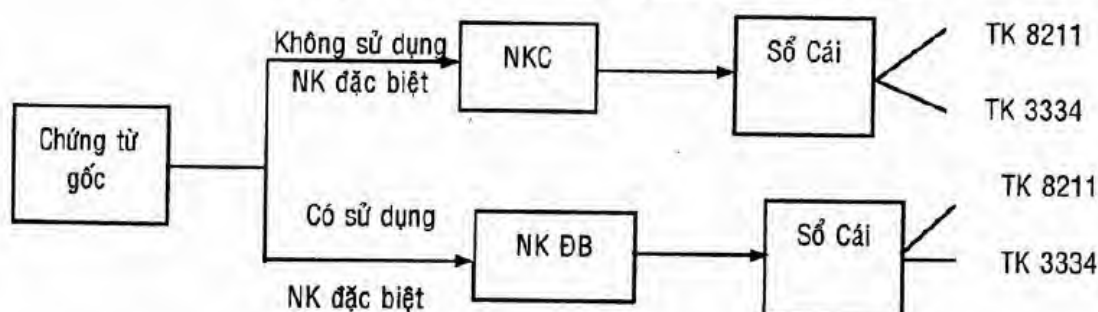 Không sử dụng
NK đặc biệt
NKC
Sổ Cái
TK 8211
TK 3334
Chứng từ
gốc
Có sử dụng
NK đặc biệt
NK ĐB
Sổ Cái
TK 8211
TK 3334